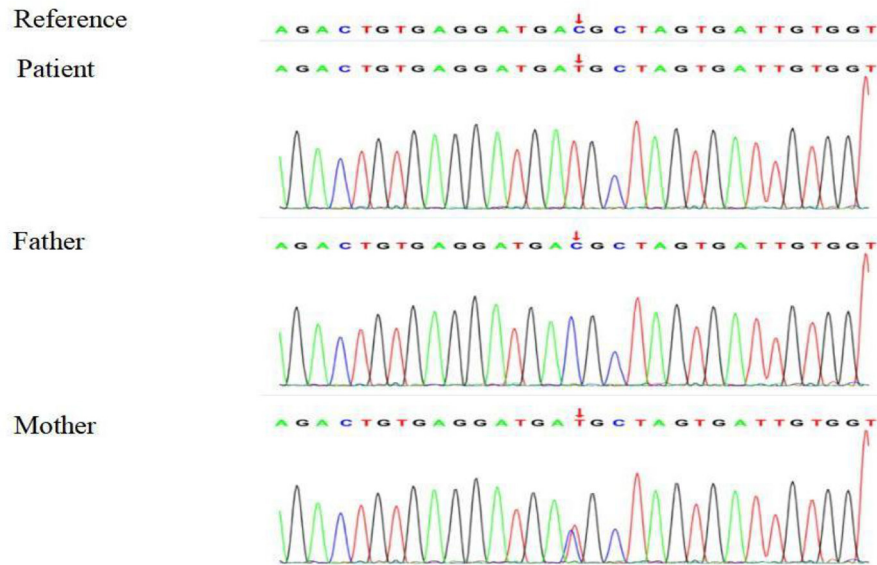 Reference AGACTGTGAGGATGACGCTAGTGATTGTGGT
Patient AGACTGTGAGGATGATGCTAGTGATTGTGGT
Father AGACTGTGAGGATGACGCTAGTGATTGTGGT
Mother AGACTGTGAGGATGATGCTAGTGATTGTGGT